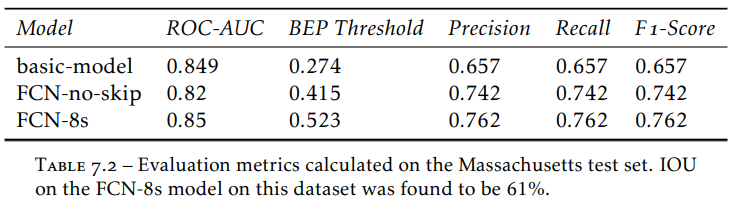 Model ROC-AUC BEP Threshold Precision Recall F1-Score
basic-model 0.849 0.274 0.657 0.657 0.657
FCN-no-skip 0.82 0.415 0.742 0.742 0.742
FCN-8s 0.85 0.523 0.762 0.762 0.762
Table 7.2 – Evaluation metrics calculated on the Massachusetts test set. IOU
on the FCN-8s model on this dataset was found to be 61%.